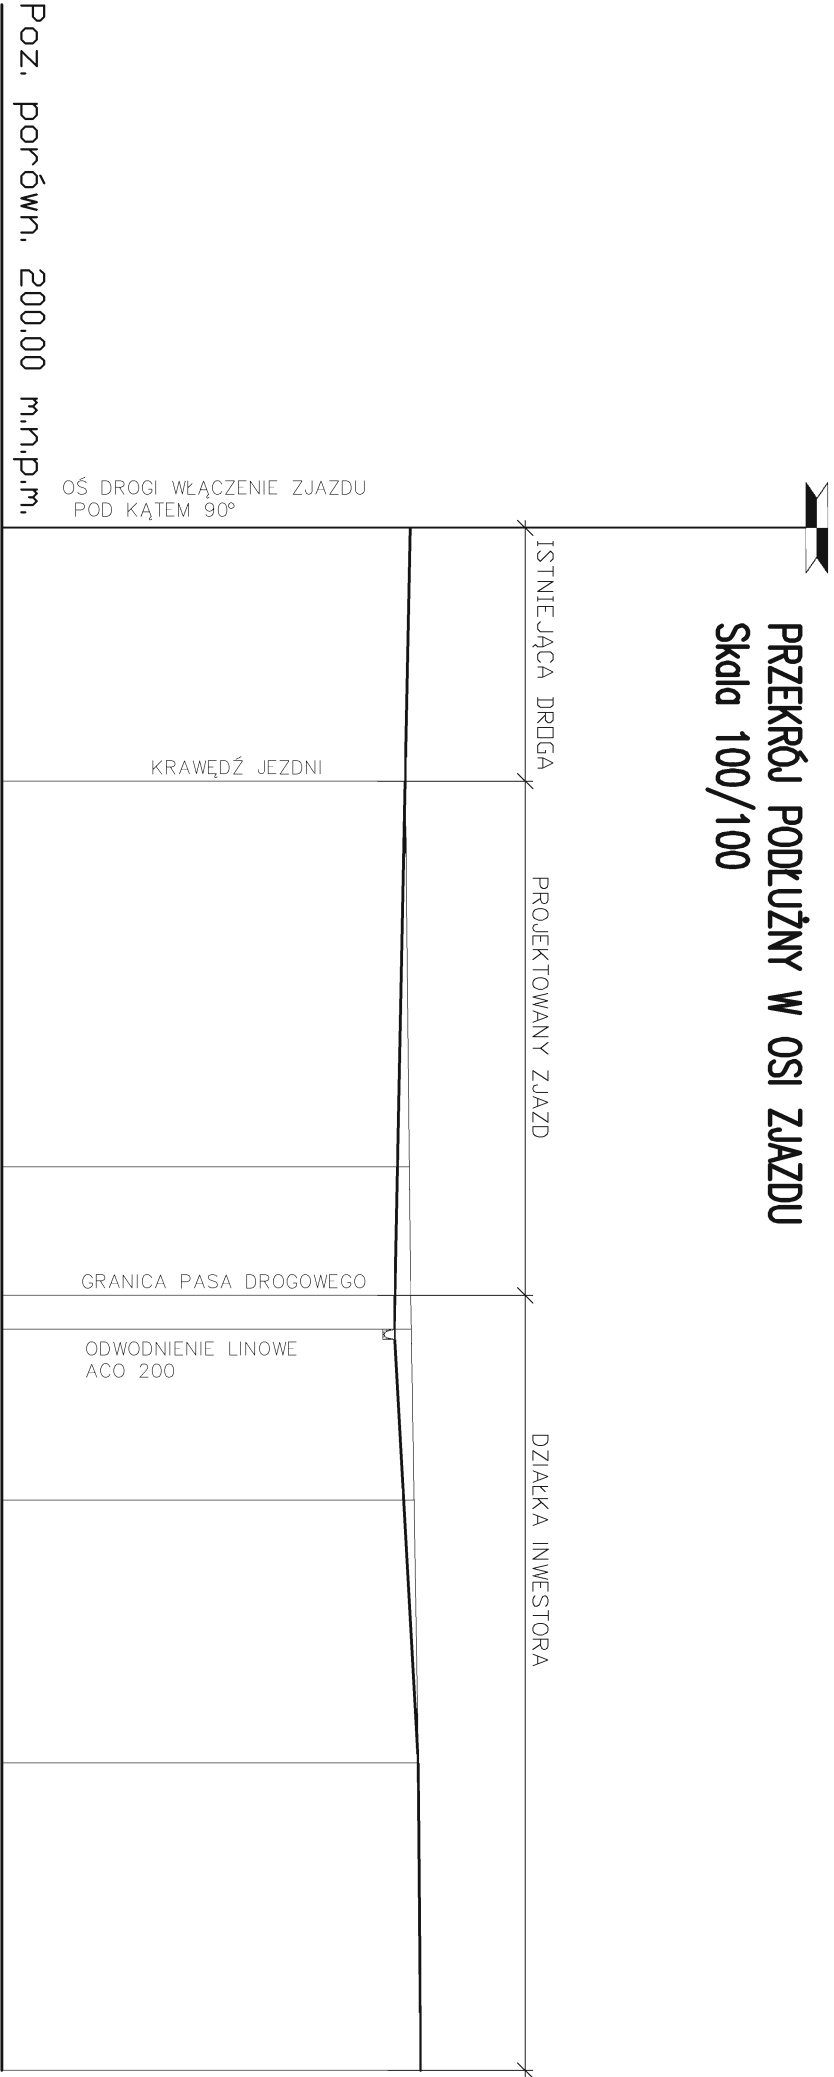 PRZEKRÓJ PODŁUŻNY W OSI ZJAZDU
Skala 100/100
ISTNIEJĄCA DROGA
PROJEKTOWANY ZJAZD
DZIAŁKA INWESTORA
OŚ DROGI WŁĄCZENIE ZJAZDU
POD KĄTEM 90°
KRAWĘDŹ JEZDNI
GRANICA PASA DROGOWEGO
ODWODNIENIE LINOWE
ACO 200
Poz. porówn. 200.00 m.n.p.m.